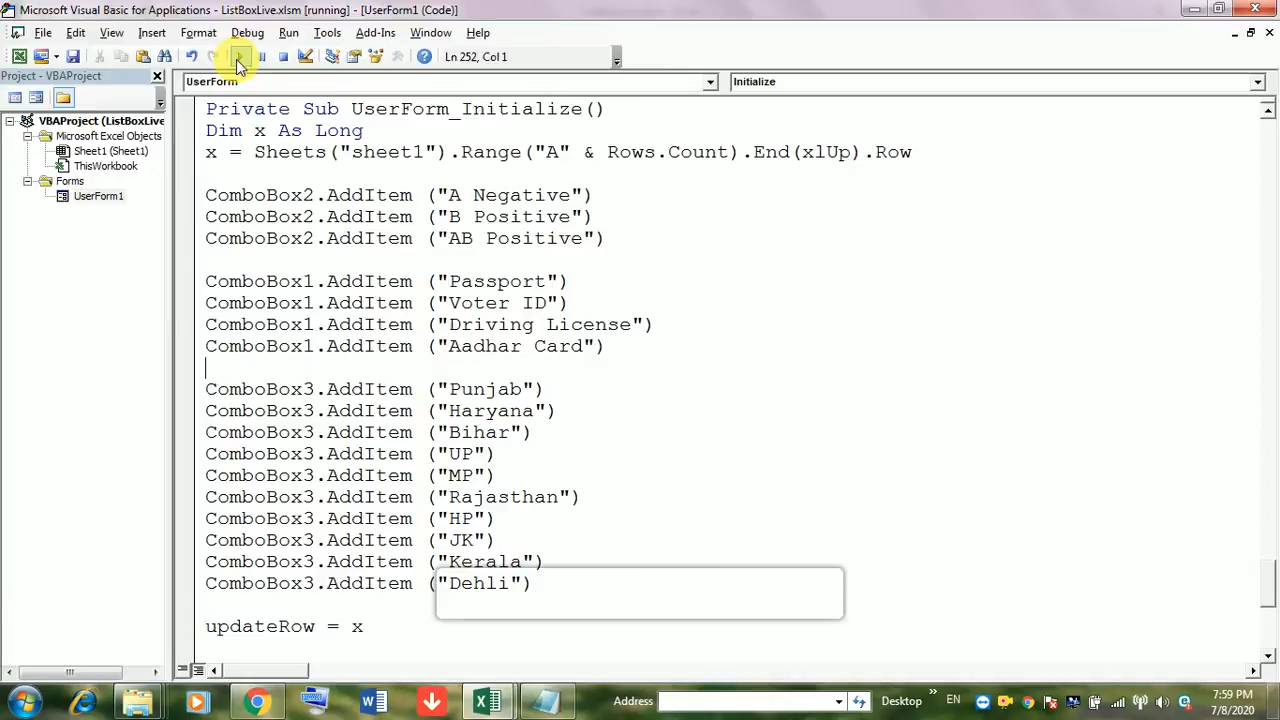 Microsoft Visual Basic for Applications - ListBoxLive.xlsm [running] - [UserForm1 (Code)]
File Edit View Insert Format Debug Run Tools Add-Ins Window Help
Ln 252, Col 1
Project - VBAProject
UserForm
Initialize
VBAProject (ListBoxLive
Microsoft Excel Objects
Sheet1 (Sheet1)
ThisWorkbook
Forms
UserForm1
Private Sub UserForm_Initialize()
Dim x As Long
x = Sheets("sheet1").Range("A" & Rows.Count).End(xlUp).Row
ComboBox2.AddItem ("A Negative")
ComboBox2.AddItem ("B Positive")
ComboBox2.AddItem ("AB Positive")
ComboBox1.AddItem ("Passport")
ComboBox1.AddItem ("Voter ID")
ComboBox1.AddItem ("Driving License")
ComboBox1.AddItem ("Aadhar Card")
ComboBox3.AddItem ("Punjab")
ComboBox3.AddItem ("Haryana")
ComboBox3.AddItem ("Bihar")
ComboBox3.AddItem ("UP")
ComboBox3.AddItem ("MP")
ComboBox3.AddItem ("Rajasthan")
ComboBox3.AddItem ("HP")
ComboBox3.AddItem ("JK")
ComboBox3.AddItem ("Kerala")
ComboBox3.AddItem ("Dehli")
updateRow = x
Address
Desktop
EN
7:59 PM
7/8/2020